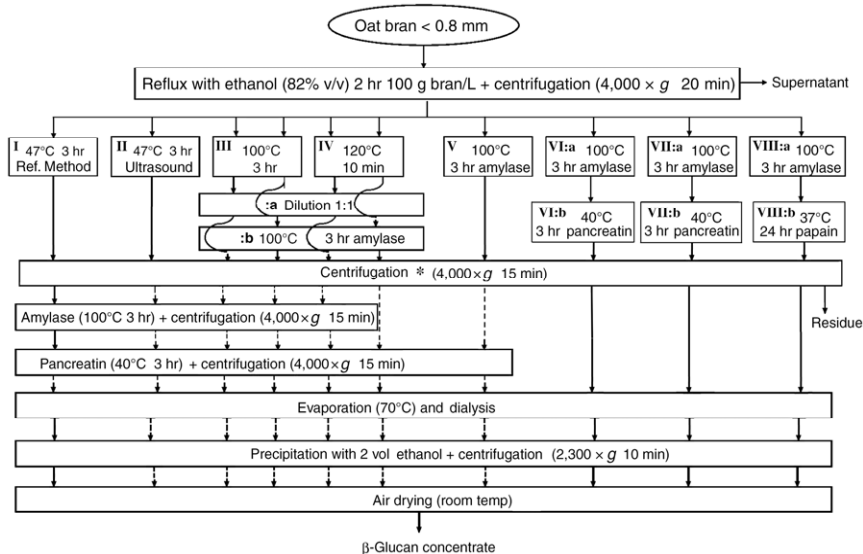 Oat bran < 0.8 mm
Reflux with ethanol (82% v/v) 2 hr 100 g bran/L + centrifugation (4,000 × g 20 min)
Supernatant
I 47°C 3 hr
Ref. Method
II 47°C 3 hr
Ultrasound
III 100°C
3 hr
IV 120°C
10 min
V 100°C
3 hr amylase
VI:a 100°C
3 hr amylase
VII:a 100°C
3 hr amylase
VIII:a 100°C
3 hr amylase
:a Dilution 1:1
:b 100°C 3 hr amylase
VI:b 40°C
3 hr pancreatin
VII:b 40°C
3 hr pancreatin
VIII:b 37°C
24 hr papain
Centrifugation * (4,000×g 15 min)
Residue
Amylase (100°C 3 hr) + centrifugation (4,000×g 15 min)
Pancreatin (40°C 3 hr) + centrifugation (4,000×g 15 min)
Evaporation (70°C) and dialysis
Precipitation with 2 vol ethanol + centrifugation (2,300 × g 10 min)
Air drying (room temp)
β-Glucan concentrate